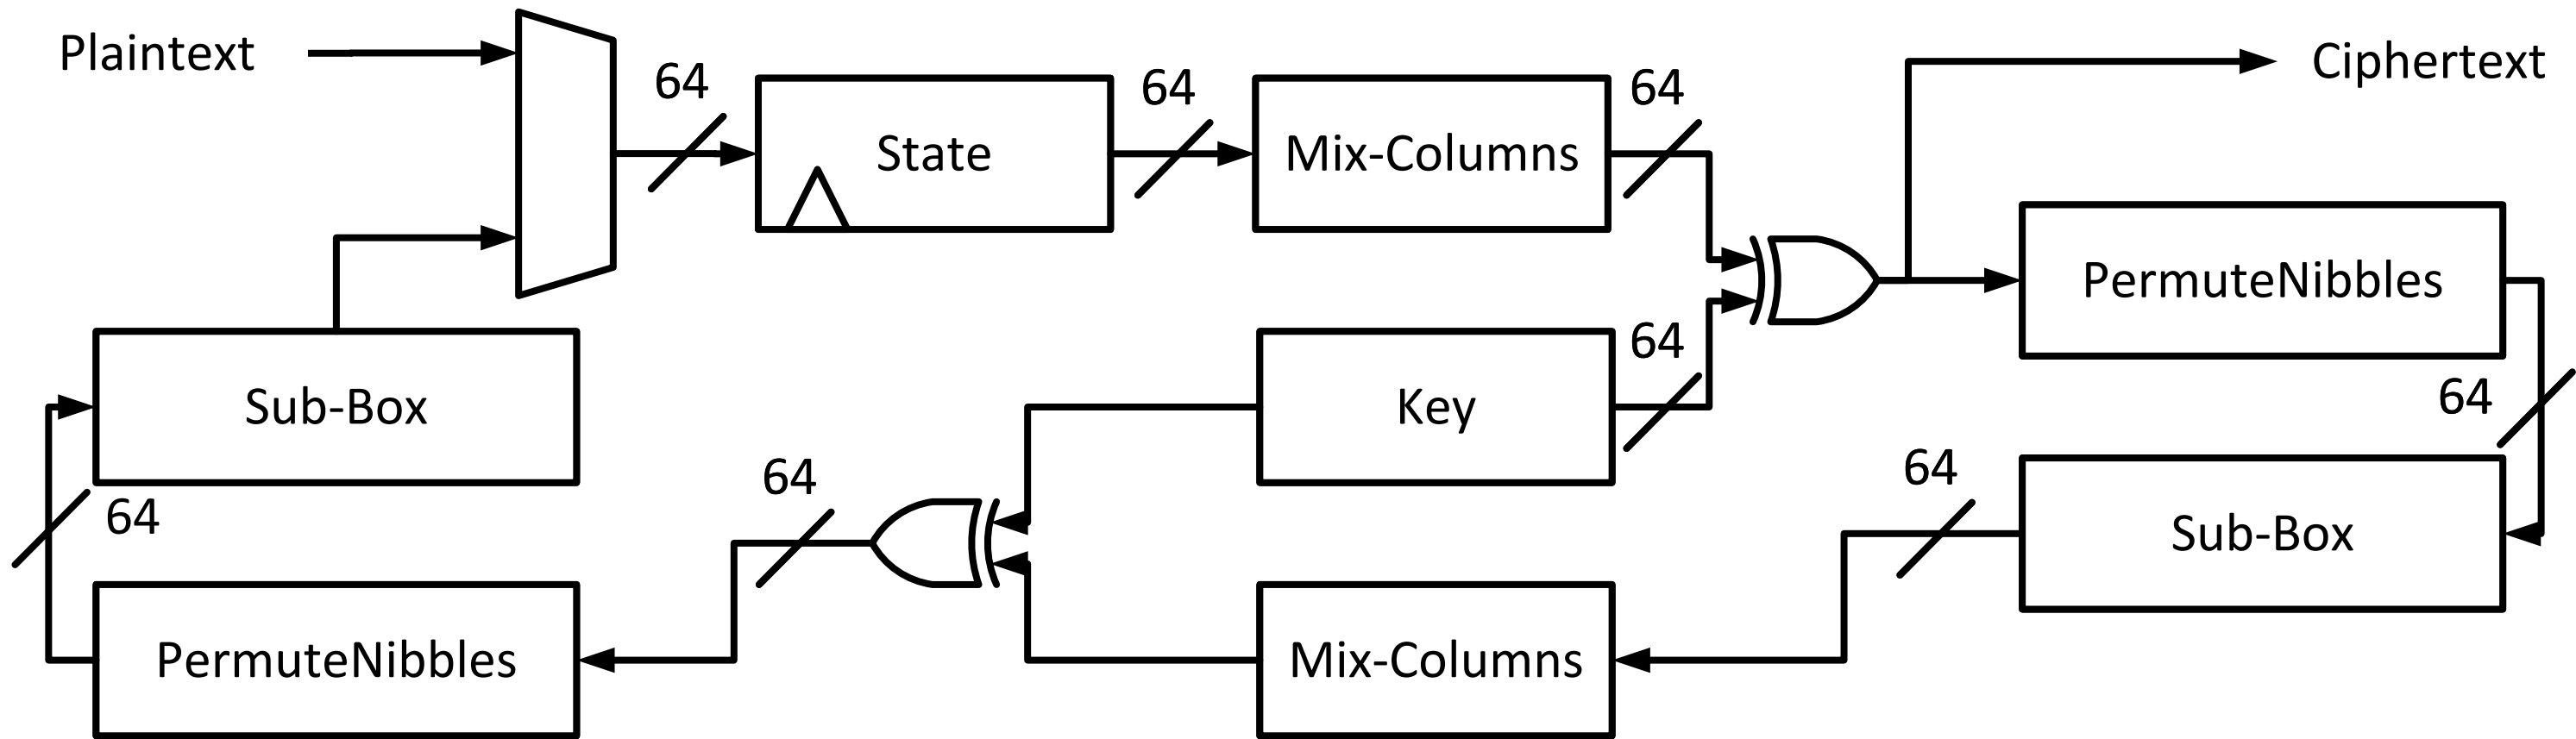 Plaintext
64
State
64
Mix-Columns
64
Ciphertext
PermuteNibbles
Sub-Box
Key
64
64
64
64
Sub-Box
64
PermuteNibbles
Mix-Columns